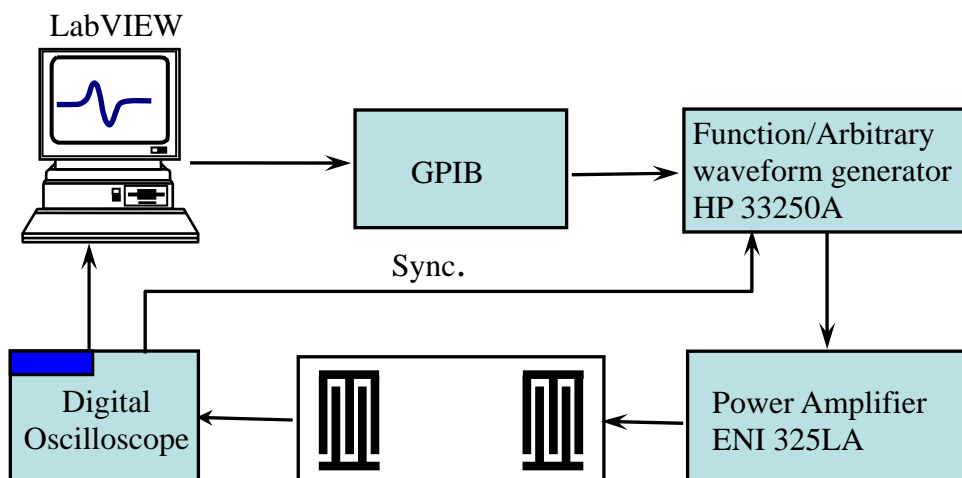 LabVIEW
GPIB
Function/Arbitrary
waveform generator
HP 33250A
Sync.
Digital
Oscilloscope
Power Amplifier
ENI 325LA